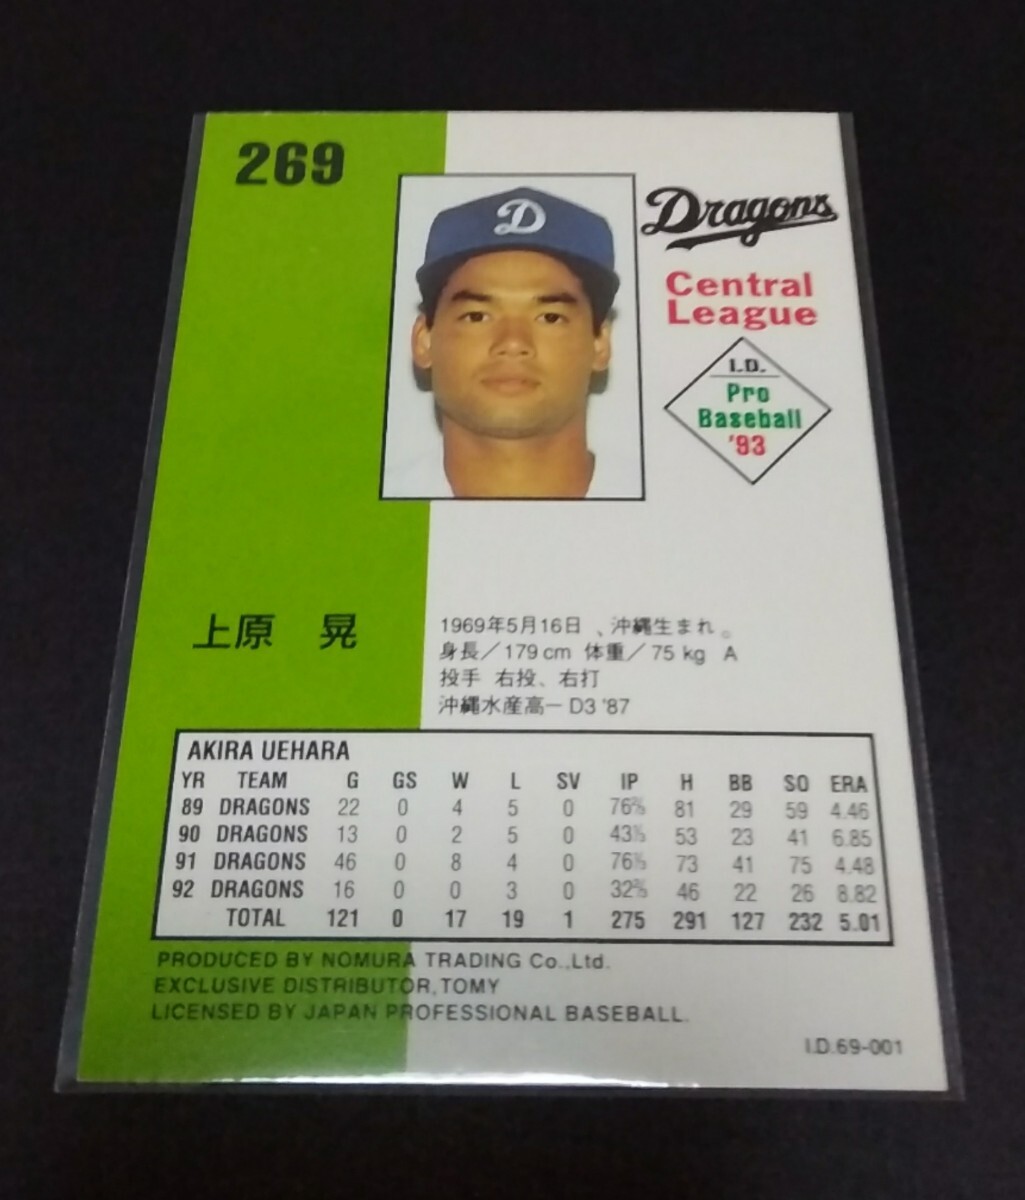 269
D
Dragons
Central
League
I.D.
Pro
Baseball
'93
上原 晃
1969年5月16日 、沖縄生まれ。
身長／179cm 体重／75kg A
投手 右投、右打
沖縄水産高－D3 '87
AKIRA UEHARA
YR TEAM G GS W L SV IP H BB SO ERA
89 DRAGONS 22 0 4 5 0 76⅔ 81 29 59 4.46
90 DRAGONS 13 0 2 5 0 43⅓ 53 23 41 6.85
91 DRAGONS 46 0 8 4 0 76⅓ 73 41 75 4.48
92 DRAGONS 16 0 0 3 0 32⅔ 46 22 26 8.82
TOTAL 121 0 17 19 1 275 291 127 232 5.01
PRODUCED BY NOMURA TRADING Co.,Ltd.
EXCLUSIVE DISTRIBUTOR,TOMY
LICENSED BY JAPAN PROFESSIONAL BASEBALL.
I.D.69-001